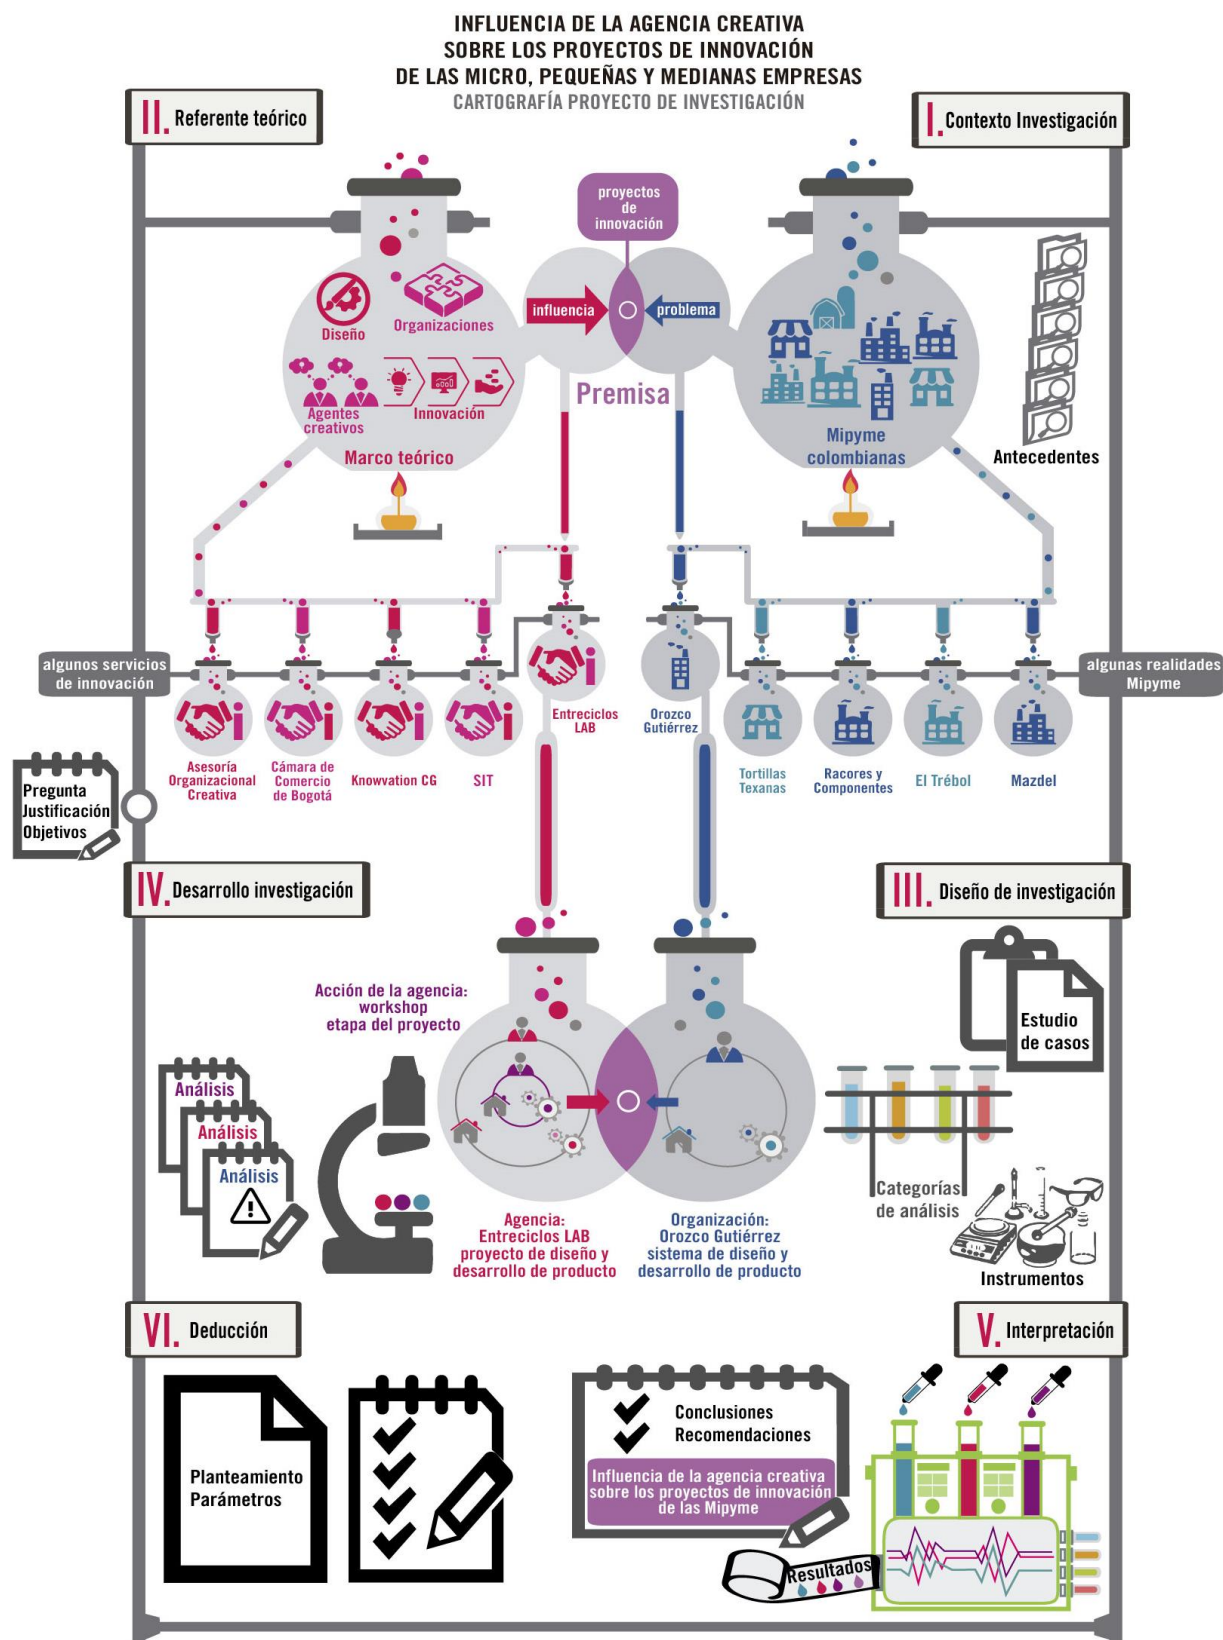 INFLUENCIA DE LA AGENCIA CREATIVA
SOBRE LOS PROYECTOS DE INNOVACIÓN
DE LAS MICRO, PEQUEÑAS Y MEDIANAS EMPRESAS
CARTOGRAFÍA PROYECTO DE INVESTIGACIÓN
II. Referente teórico
I. Contexto Investigación
proyectos
de
innovación
influencia
problema
Premisa
Diseño
Organizaciones
Agentes
creativos
Innovación
Marco teórico
Mipyme
colombianas
Antecedentes
algunos servicios
de innovación
algunas realidades
Mipyme
Asesoría
Organizacional
Creativa
Cámara de
Comercio
de Bogotá
Knowvation CG
SIT
Entreciclos
LAB
Orozco
Gutiérrez
Tortillas
Texanas
Racores y
Componentes
El Trébol
Mazdel
Pregunta
Justificación
Objetivos
IV. Desarrollo investigación
III. Diseño de investigación
Acción de la agencia:
workshop
etapa del proyecto
Análisis
Análisis
Análisis
Agencia:
Entreciclos LAB
proyecto de diseño y
desarrollo de producto
Organización:
Orozco Gutiérrez
sistema de diseño y
desarrollo de producto
Estudio
de casos
Categorías
de análisis
Instrumentos
VI. Deducción
V. Interpretación
Planteamiento
Parámetros
Conclusiones
Recomendaciones
Influencia de la agencia creativa
sobre los proyectos de innovación
de las Mipyme
Resultados